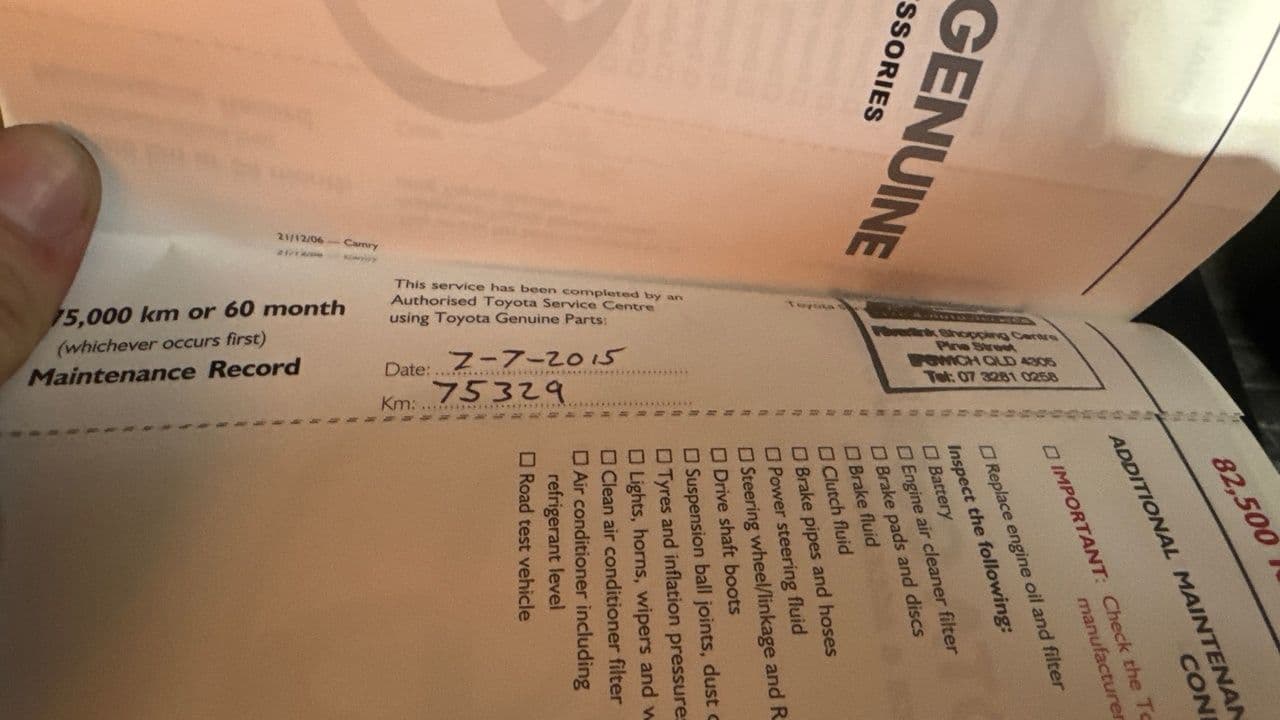 GENUINE
SSORIES
21/12/06 — Camry
75,000 km or 60 month
(whichever occurs first)
Maintenance Record
This service has been completed by an
Authorised Toyota Service Centre
using Toyota Genuine Parts:
Date: 2-7-2015
Km: 75329
Toyota
Shopping Centre
Street
QLD 4305
Tel: 07 3281 0258
82,500
ADDITIONAL MAINTENAN
CON
IMPORTANT: Check the To
manufacturer
Replace engine oil and filter
Inspect the following:
Battery
Engine air cleaner filter
Brake pads and discs
Brake fluid
Clutch fluid
Brake pipes and hoses
Power steering fluid
Steering wheel/linkage and R
Drive shaft boots
Suspension ball joints, dust c
Tyres and inflation pressure
Lights, horns, wipers and w
Clean air conditioner filter
Air conditioner including
refrigerant level
Road test vehicle